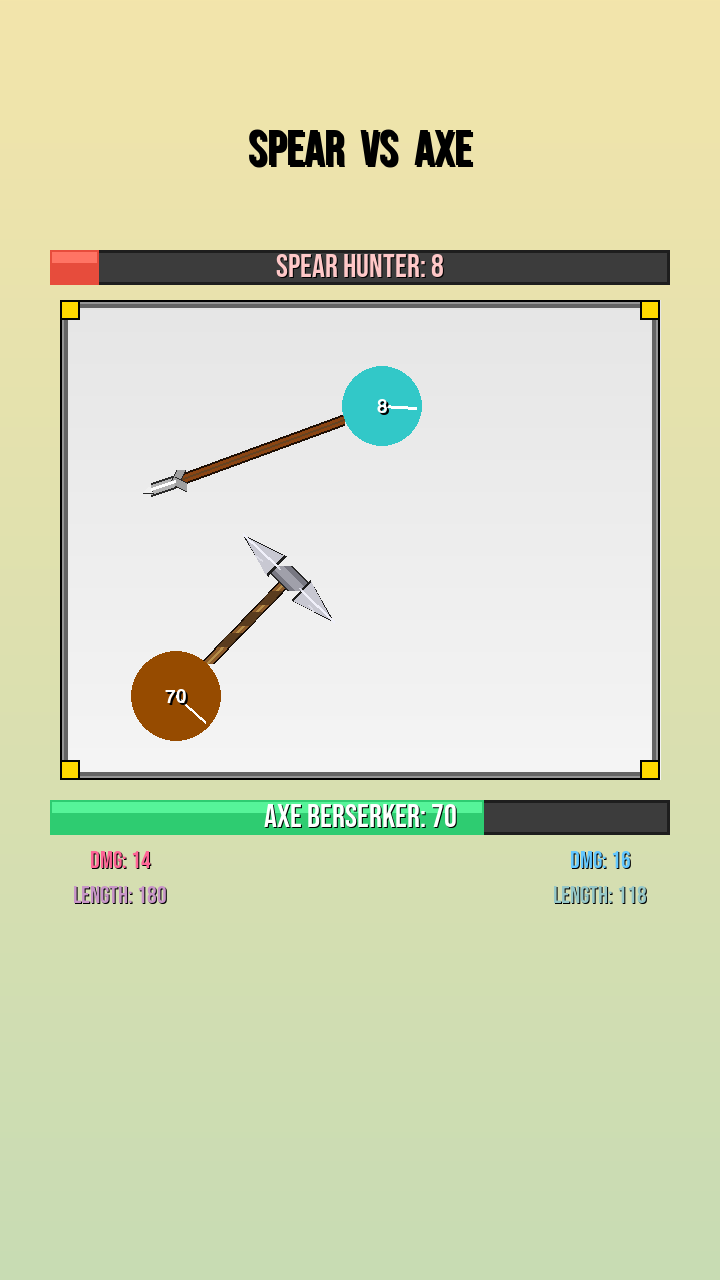 SPEAR VS AXE
SPEAR HUNTER: 8
8
70
AXE BERSERKER: 70
DMG: 14
DMG: 16
LENGTH: 180
LENGTH: 118